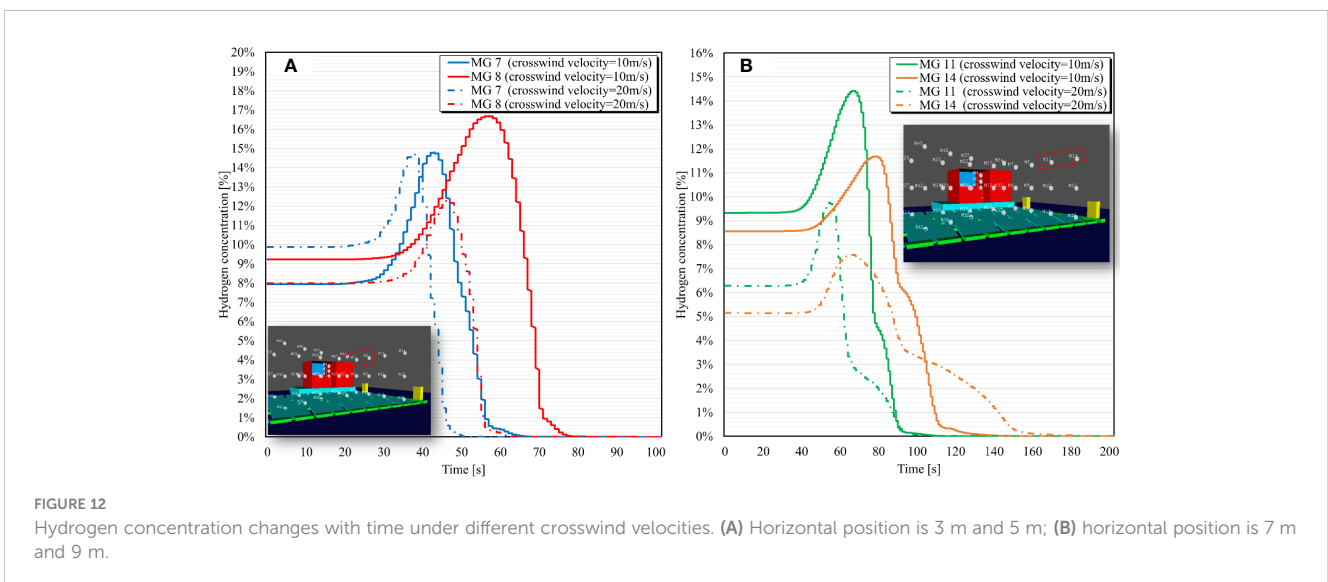 A
MG 7 (crosswind velocity=10m/s)
MG 8 (crosswind velocity=10m/s)
MG 7 (crosswind velocity=20m/s)
MG 8 (crosswind velocity=20m/s)
20%
19%
18%
17%
16%
15%
14%
13%
12%
11%
10%
9%
8%
7%
6%
5%
4%
3%
2%
1%
0%
Hydrogen concentration [%]
0 10 20 30 40 50 60 70 80 90 100
Time [s]
B
MG 11 (crosswind velocity=10m/s)
MG 14 (crosswind velocity=10m/s)
MG 11 (crosswind velocity=20m/s)
MG 14 (crosswind velocity=20m/s)
16%
15%
14%
13%
12%
11%
10%
9%
8%
7%
6%
5%
4%
3%
2%
1%
0%
Hydrogen concentration [%]
0 20 40 60 80 100 120 140 160 180 200
Time [s]
FIGURE 12
Hydrogen concentration changes with time under different crosswind velocities. (A) Horizontal position is 3 m and 5 m; (B) horizontal position is 7 m
and 9 m.